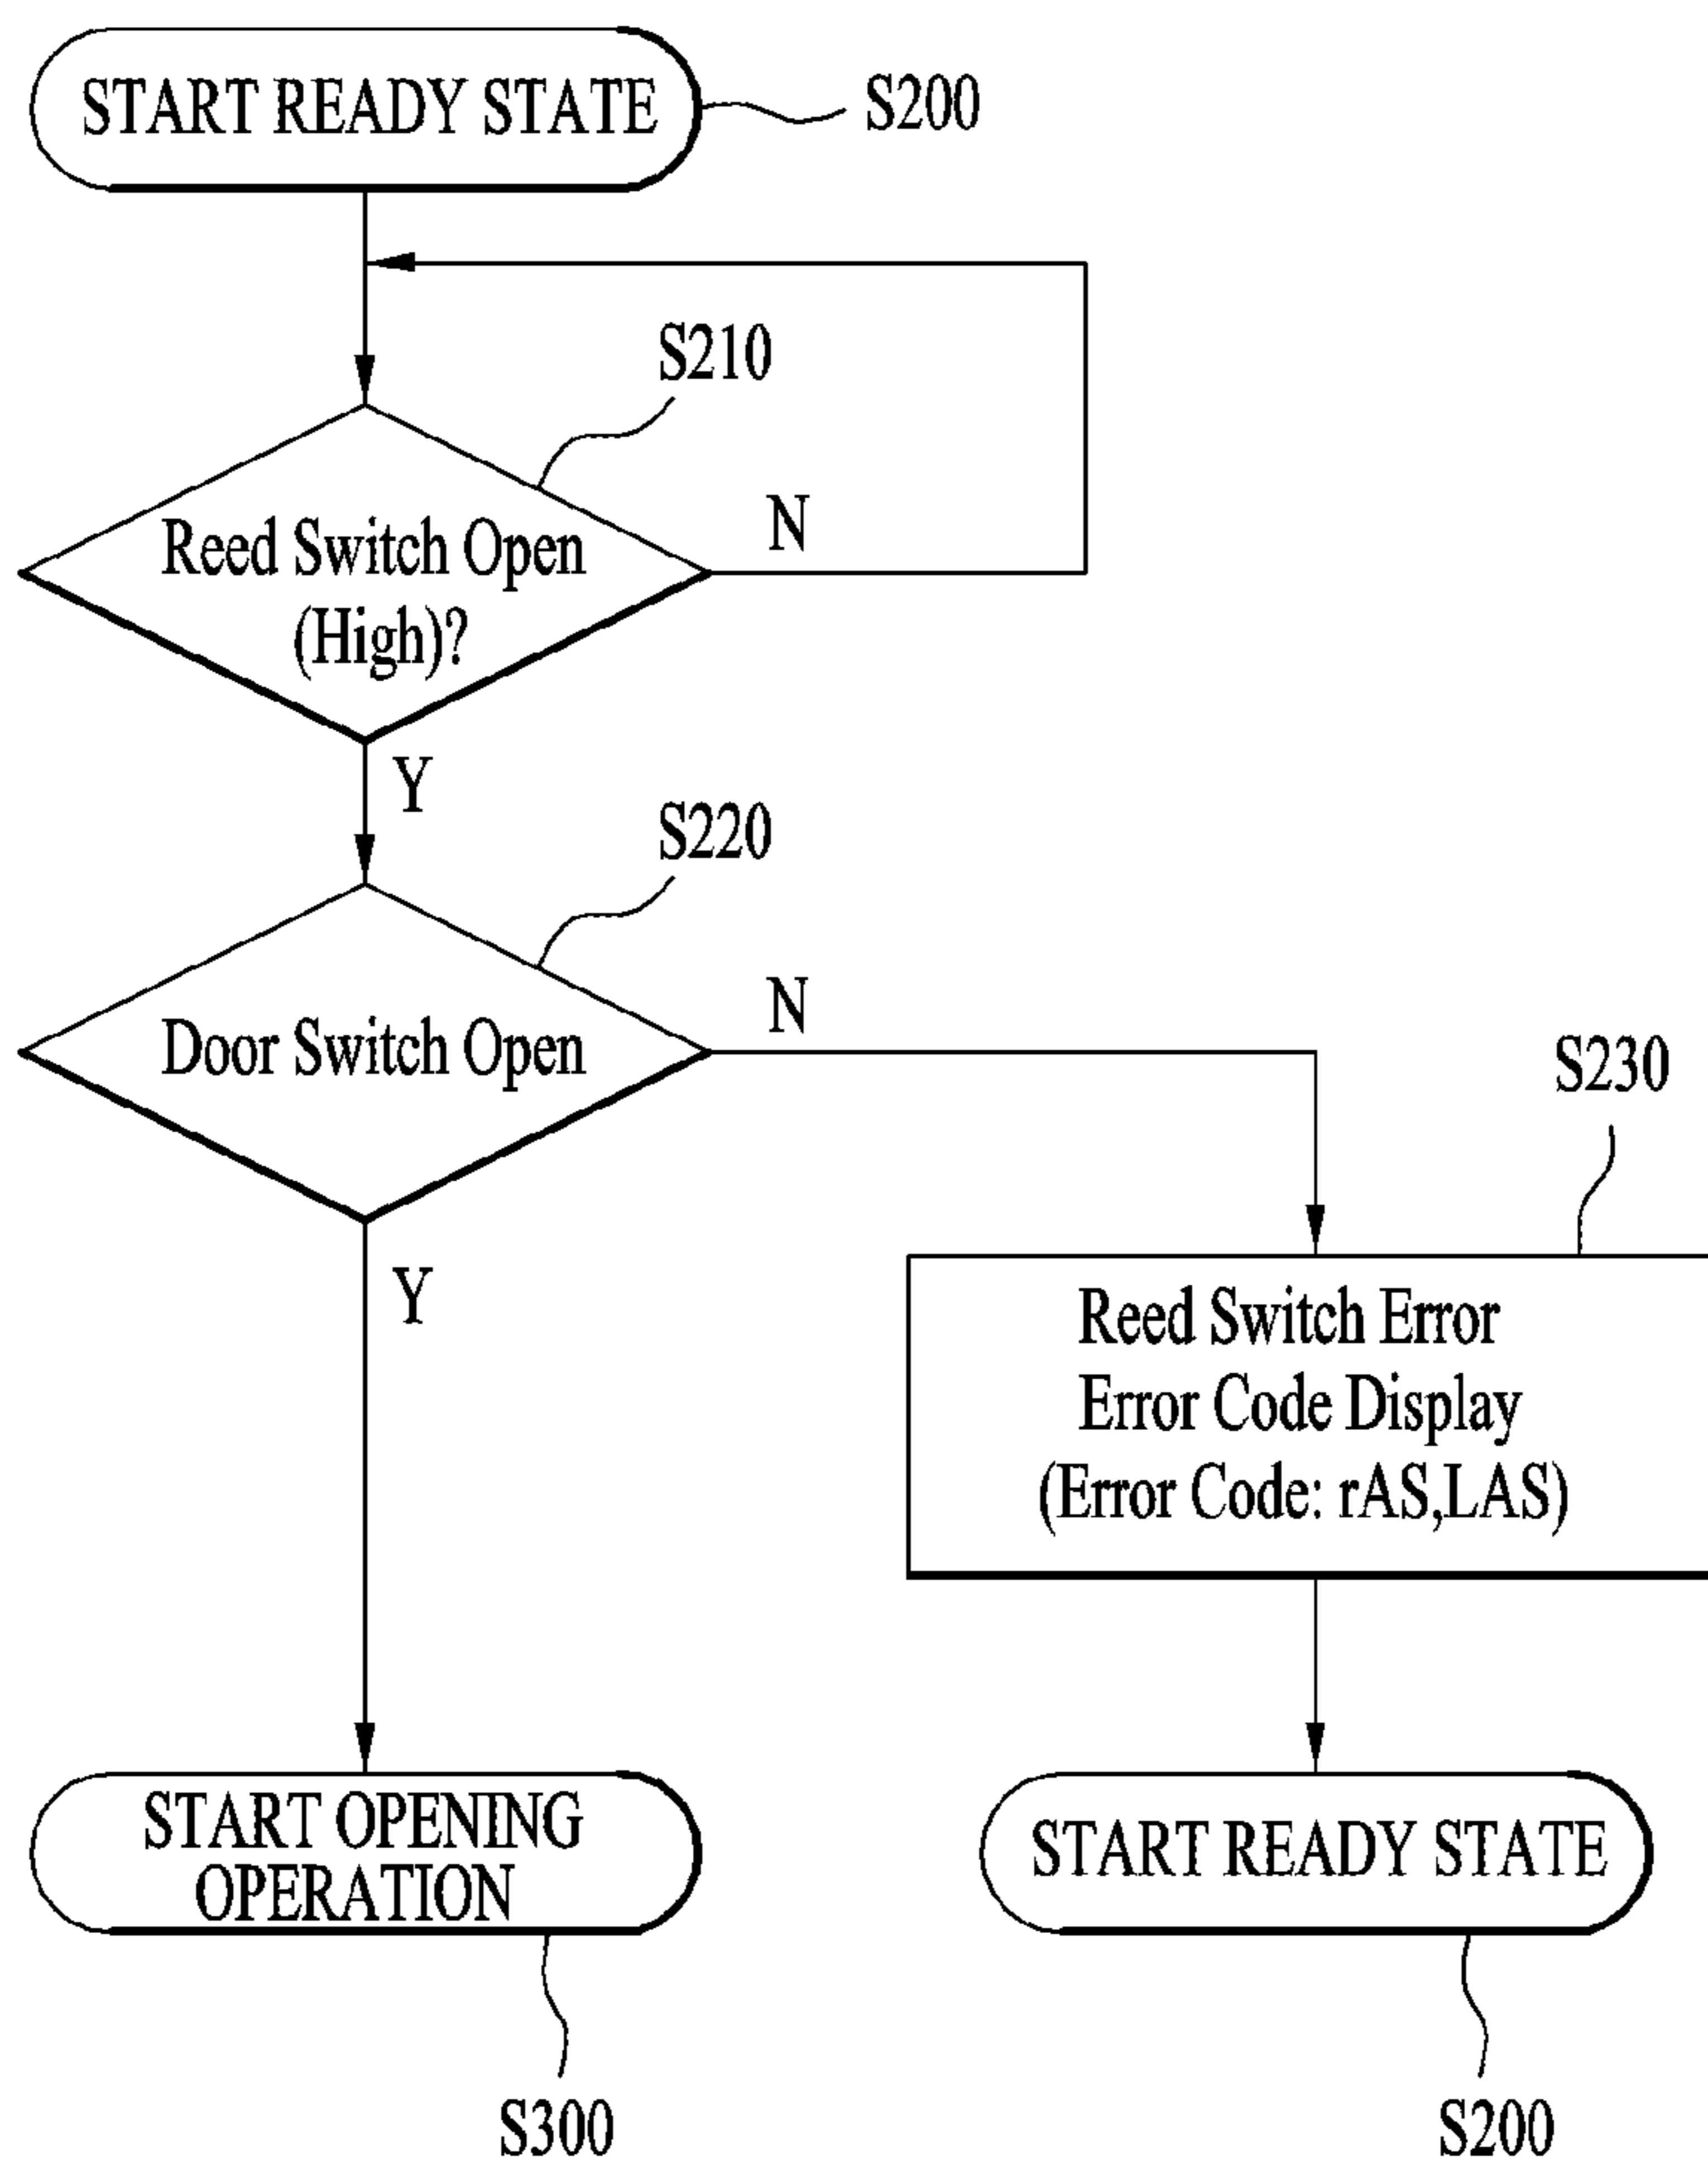 START READY STATE
S200
S210
Reed Switch Open
(High)?
N
Y
S220
Door Switch Open
N
Y
S230
Reed Switch Error
Error Code Display
(Error Code: rAS,LAS)
START OPENING
OPERATION
START READY STATE
S300
S200